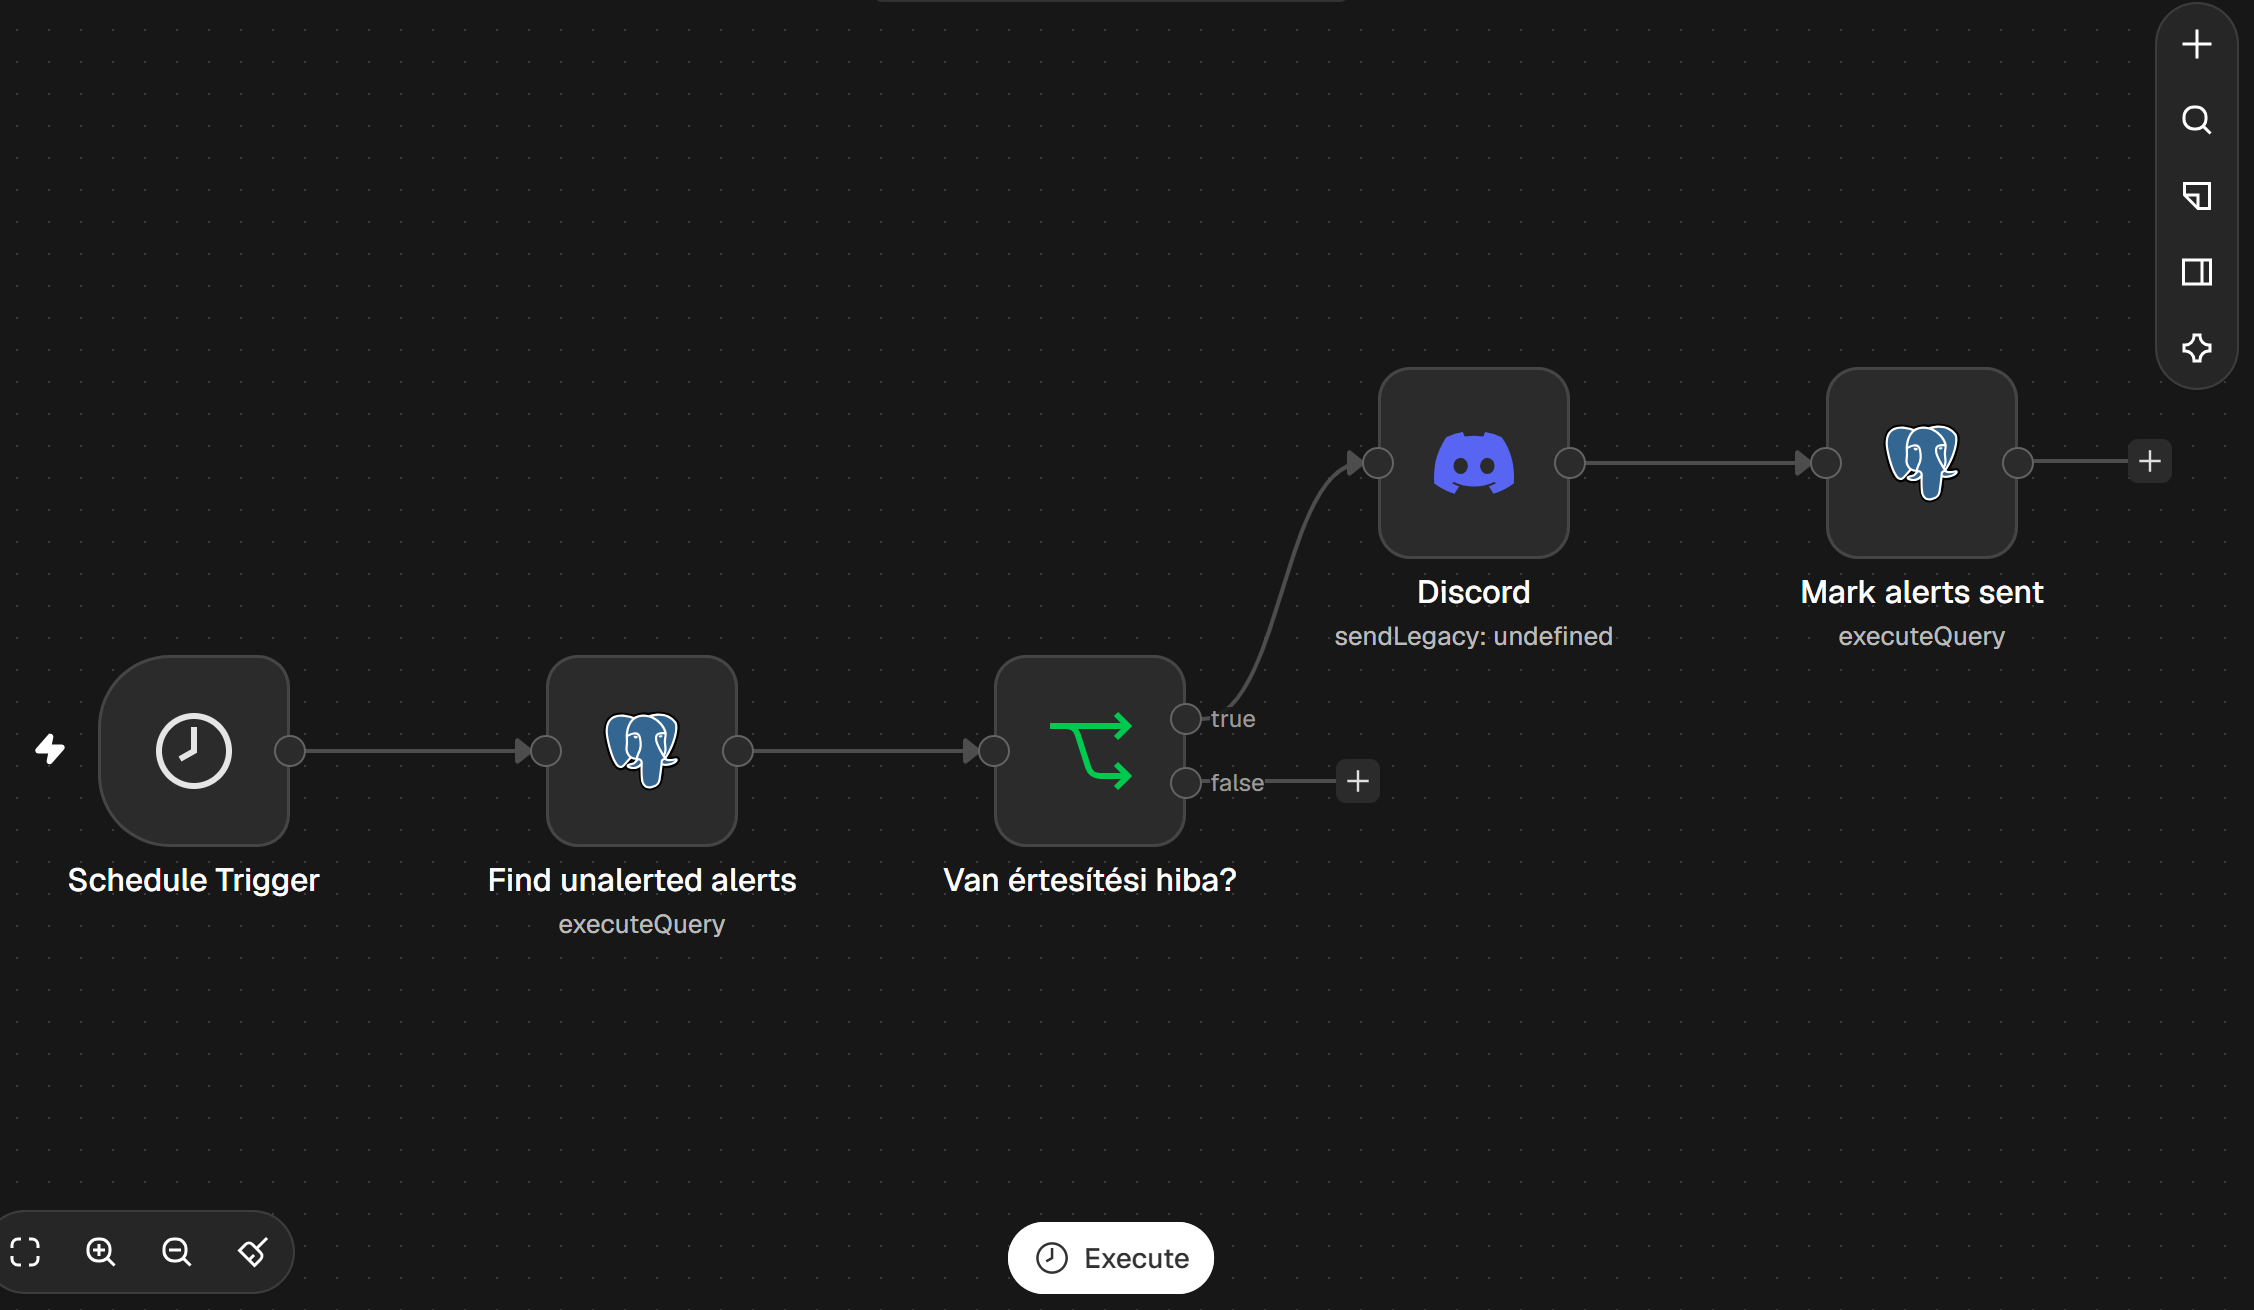 Discord
sendLegacy: undefined
Mark alerts sent
executeQuery
true
false
Schedule Trigger
Find unalerted alerts
executeQuery
Van értesítési hiba?
Execute